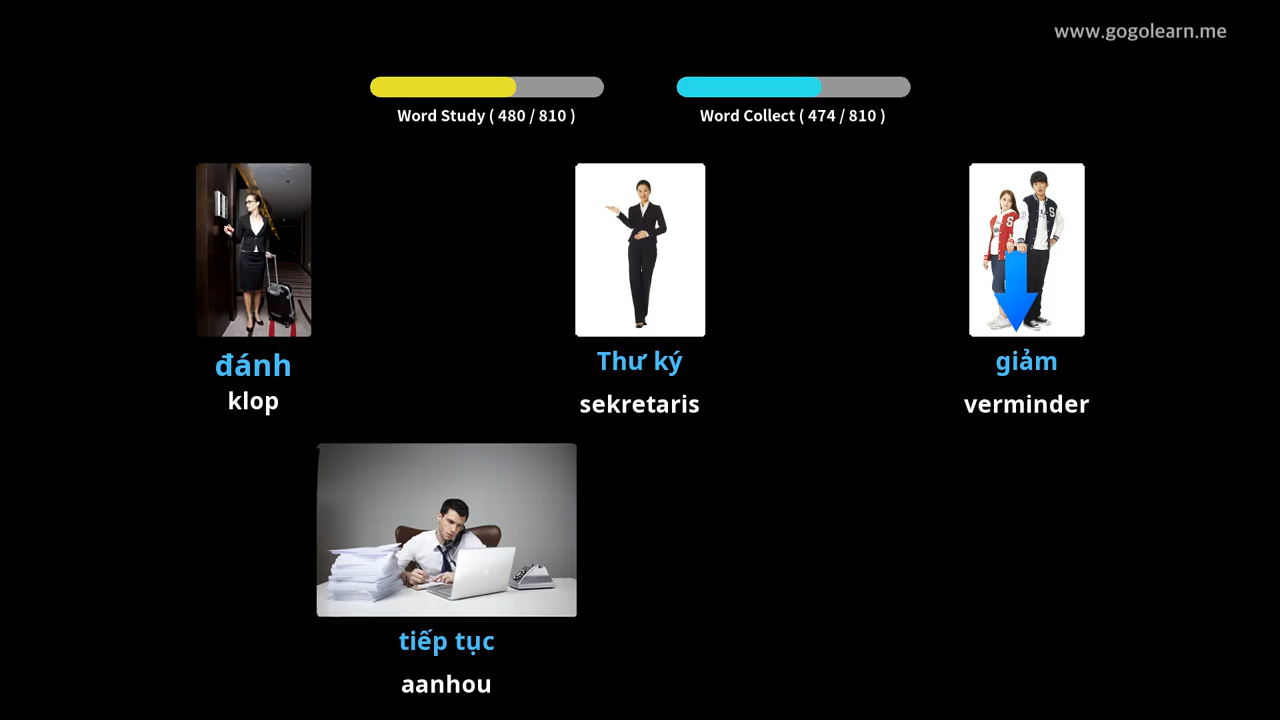 www.gogolearn.me
Word Study ( 480 / 810 )
Word Collect ( 474 / 810 )
đánh
klop
Thư ký
sekretaris
giảm
verminder
S
S
tiếp tục
aanhou